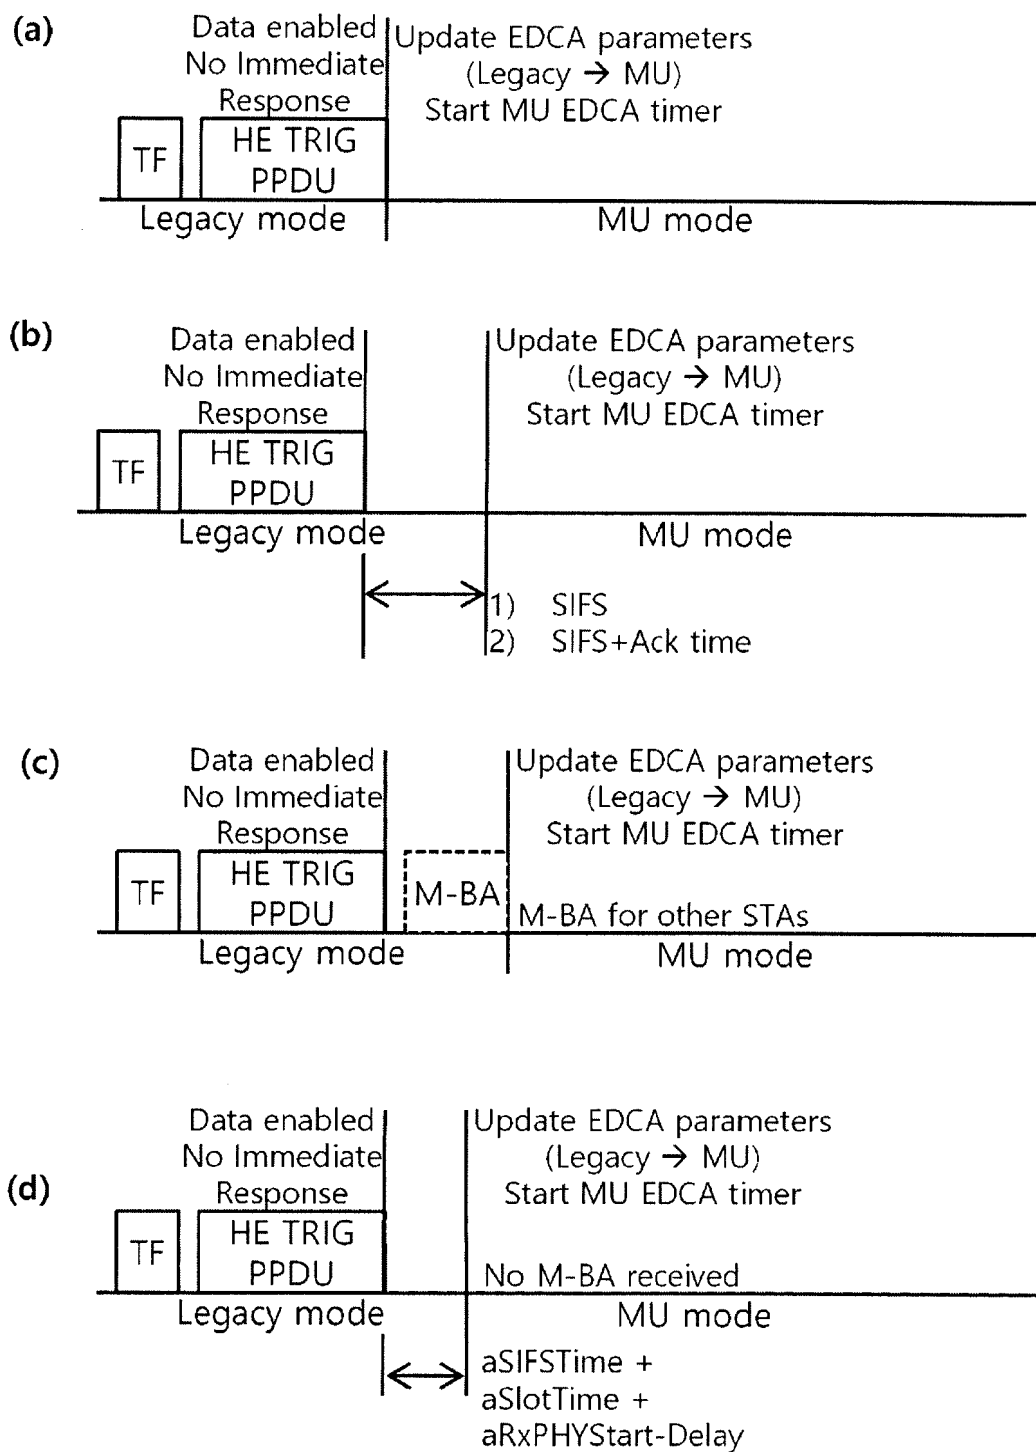 (a)
Data enabled
No Immediate
Response
Update EDCA parameters
(Legacy → MU)
Start MU EDCA timer
TF
HE TRIG
PPDU
Legacy mode
MU mode
(b)
Data enabled
No Immediate
Response
Update EDCA parameters
(Legacy → MU)
Start MU EDCA timer
TF
HE TRIG
PPDU
Legacy mode
MU mode
1) SIFS
2) SIFS+Ack time
(c)
Data enabled
No Immediate
Response
Update EDCA parameters
(Legacy → MU)
Start MU EDCA timer
TF
HE TRIG
PPDU
M-BA
M-BA for other STAs
Legacy mode
MU mode
(d)
Data enabled
No Immediate
Response
Update EDCA parameters
(Legacy → MU)
Start MU EDCA timer
TF
HE TRIG
PPDU
No M-BA received
Legacy mode
MU mode
aSIFSTime +
aSlotTime +
aRxPHYStart-Delay